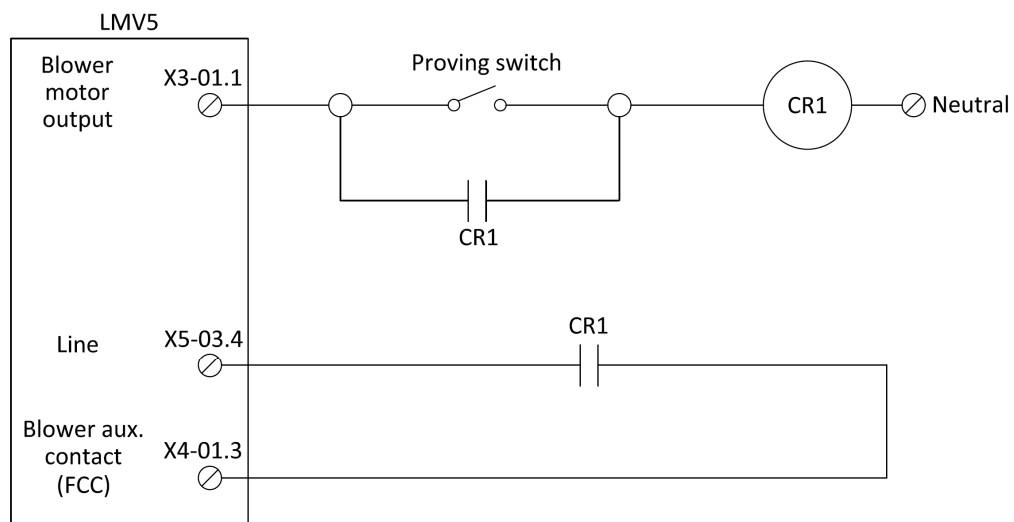 LMV5
Blower
motor
output
X3-01.1
Proving switch
CR1
Neutral
CR1
Line
X5-03.4
CR1
Blower aux.
contact
(FCC)
X4-01.3